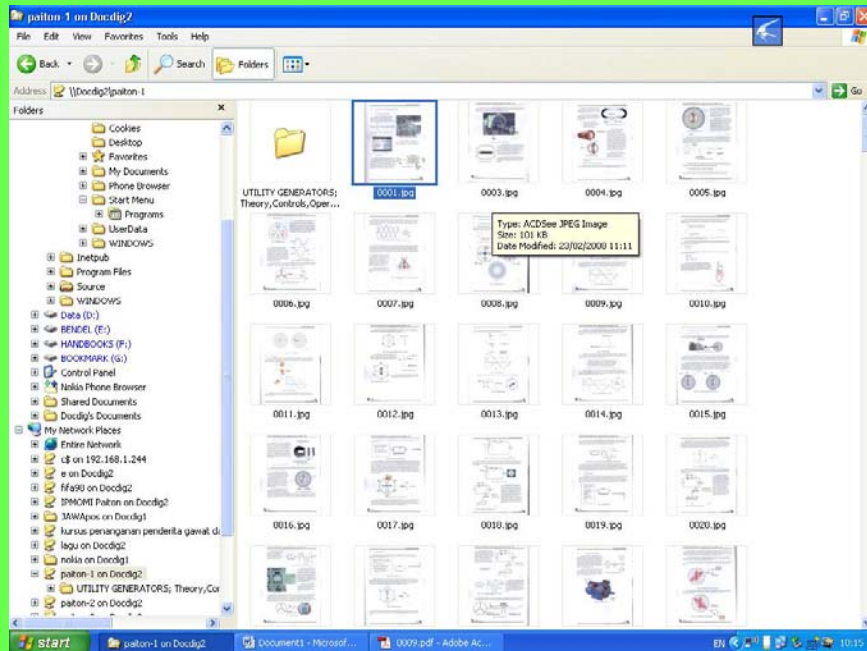 paiton-1 on Docdig2
File Edit View Favorites Tools Help
Back Search Folders
Address \\Docdig2\paiton-1 Go
Folders
Cookies
Desktop
Favorites
My Documents
Phone Browser
Start Menu
Programs
UserData
WINDOWS
Inetpub
Program Files
Source
WINDOWS
Data (D:)
BENDEL (E:)
HANDBOOKS (F:)
BOOKMARK (G:)
Control Panel
Nokia Phone Browser
Shared Documents
Docdig's Documents
My Network Places
Entire Network
c$ on 192.168.1.244
e on Docdig2
fifa98 on Docdig2
IPMOMI Paiton on Docdig2
JAWApos on Docdig1
kursus penanganan penderita gawat da
lagu on Docdig2
nokia on Docdig1
paiton-1 on Docdig2
UTILITY GENERATORS; Theory,Cor
paiton-2 on Docdig2
UTILITY GENERATORS;
Theory,Controls,Oper...
0001.jpg 0003.jpg 0004.jpg 0005.jpg
Type: ACDSee JPEG Image
Size: 101 KB
Date Modified: 23/02/2008 11:11
0006.jpg 0007.jpg 0008.jpg 0009.jpg 0010.jpg
0011.jpg 0012.jpg 0013.jpg 0014.jpg 0015.jpg
0016.jpg 0017.jpg 0018.jpg 0019.jpg 0020.jpg
start paiton-1 on Docdig2 Document1 - Microsof... 0009.pdf - Adobe Ac... EN 10:15